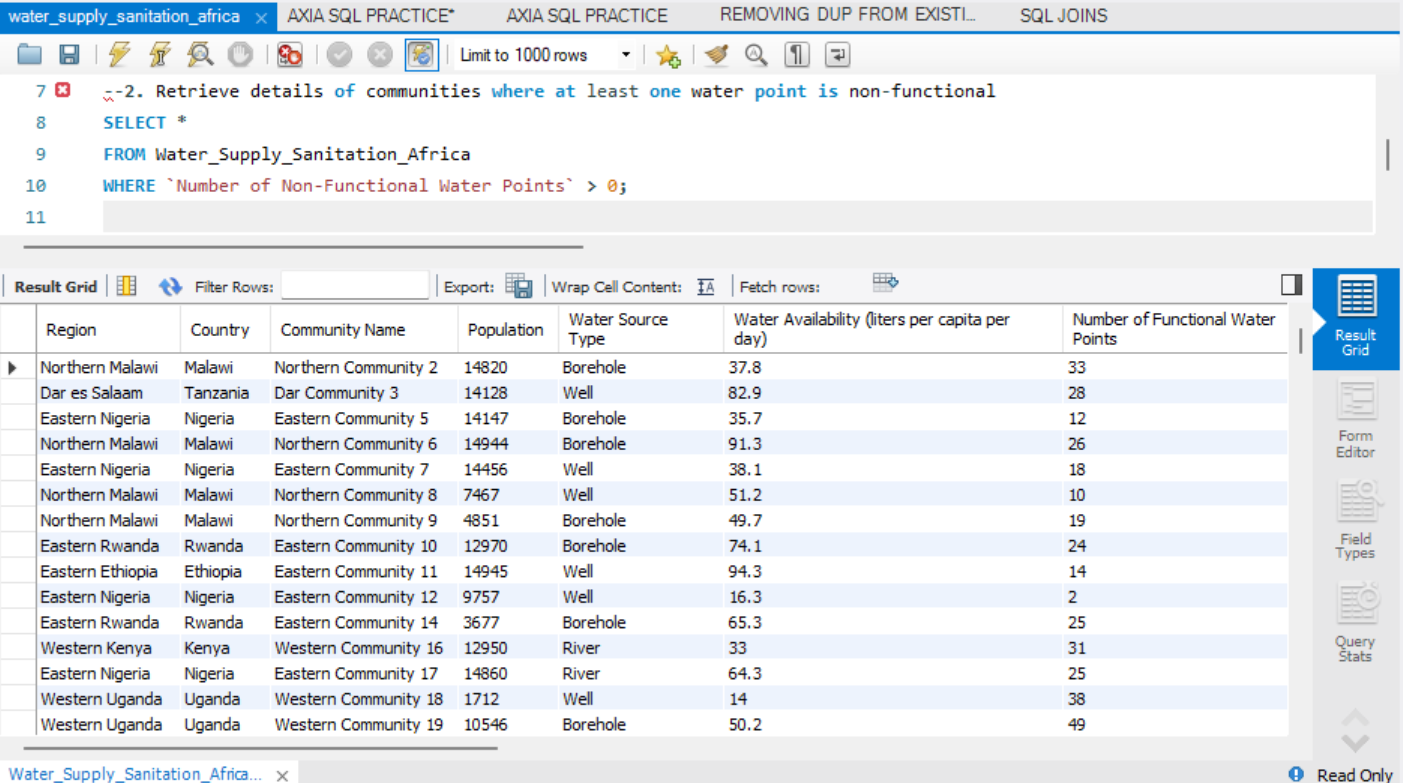 water_supply_sanitation_africa × AXIA SQL PRACTICE* AXIA SQL PRACTICE REMOVING DUP FROM EXISTI... SQL JOINS
Limit to 1000 rows
7 --2. Retrieve details of communities where at least one water point is non-functional
8 SELECT *
9 FROM Water_Supply_Sanitation_Africa
10 WHERE `Number of Non-Functional Water Points` > 0;
11
Result Grid Filter Rows: Export: Wrap Cell Content: Fetch rows:
Region Country Community Name Population Water Source Type Water Availability (liters per capita per day) Number of Functional Water Points
Northern Malawi Malawi Northern Community 2 14820 Borehole 37.8 33
Dar es Salaam Tanzania Dar Community 3 14128 Well 82.9 28
Eastern Nigeria Nigeria Eastern Community 5 14147 Borehole 35.7 12
Northern Malawi Malawi Northern Community 6 14944 Borehole 91.3 26
Eastern Nigeria Nigeria Eastern Community 7 14456 Well 38.1 18
Northern Malawi Malawi Northern Community 8 7467 Well 51.2 10
Northern Malawi Malawi Northern Community 9 4851 Borehole 49.7 19
Eastern Rwanda Rwanda Eastern Community 10 12970 Borehole 74.1 24
Eastern Ethiopia Ethiopia Eastern Community 11 14945 Well 94.3 14
Eastern Nigeria Nigeria Eastern Community 12 9757 Well 16.3 2
Eastern Rwanda Rwanda Eastern Community 14 3677 Borehole 65.3 25
Western Kenya Kenya Western Community 16 12950 River 33 31
Eastern Nigeria Nigeria Eastern Community 17 14860 River 64.3 25
Western Uganda Uganda Western Community 18 1712 Well 14 38
Western Uganda Uganda Western Community 19 10546 Borehole 50.2 49
Result
Grid
Form
Editor
Field
Types
Query
Stats
Water_Supply_Sanitation_Africa... × Read Only